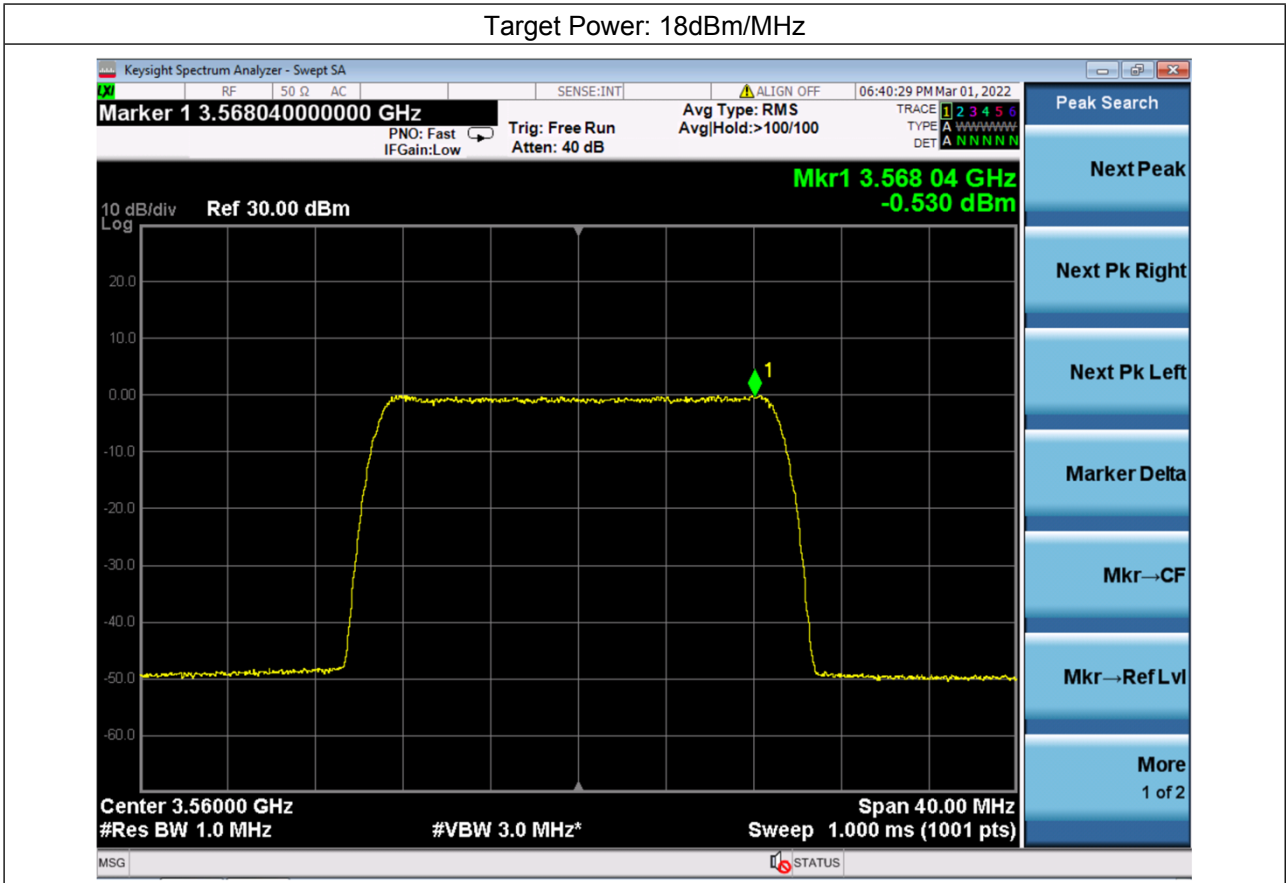 Target Power: 18dBm/MHz
Keysight Spectrum Analyzer - Swept SA
LXI RF 50 Ω AC SENSE:INT ALIGN OFF 06:40:29 PM Mar 01, 2022
Marker 1 3.568040000000 GHz
PNO: Fast
IFGain:Low
Trig: Free Run
Atten: 40 dB
Avg Type: RMS
Avg|Hold:>100/100
TRACE 1 2 3 4 5 6
TYPE A WWWWW
DET A N N N N N
Mkr1 3.568 04 GHz
-0.530 dBm
10 dB/div Ref 30.00 dBm
Log
20.0
10.0
1
0.00
-10.0
-20.0
-30.0
-40.0
-50.0
-60.0
Center 3.56000 GHz Span 40.00 MHz
#Res BW 1.0 MHz #VBW 3.0 MHz* Sweep 1.000 ms (1001 pts)
MSG STATUS
Peak Search
Next Peak
Next Pk Right
Next Pk Left
Marker Delta
Mkr→CF
Mkr→Ref Lvl
More
1 of 2